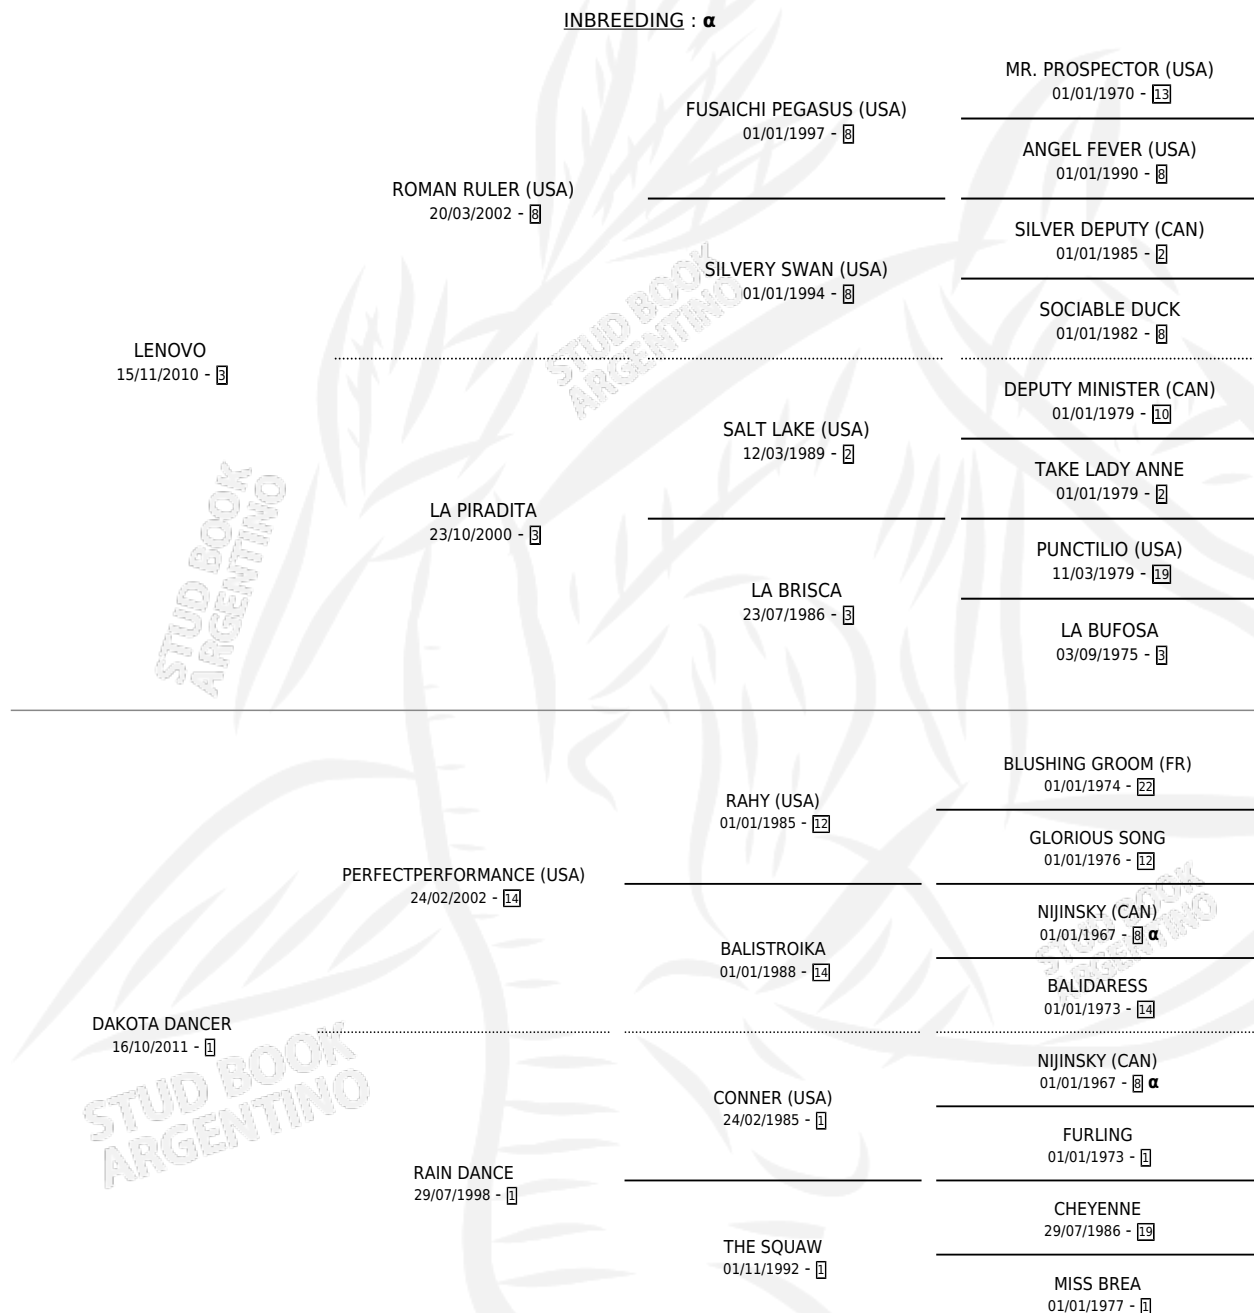 INBREEDING : α
MR. PROSPECTOR (USA)
01/01/1970 - 13
FUSAICHI PEGASUS (USA)
01/01/1997 - 8
ANGEL FEVER (USA)
01/01/1990 - 8
ROMAN RULER (USA)
20/03/2002 - 8
SILVER DEPUTY (CAN)
01/01/1985 - 2
SILVERY SWAN (USA)
01/01/1994 - 8
SOCIABLE DUCK
01/01/1982 - 8
LENOVO
15/11/2010 - 3
DEPUTY MINISTER (CAN)
01/01/1979 - 10
SALT LAKE (USA)
12/03/1989 - 2
TAKE LADY ANNE
01/01/1979 - 2
LA PIRADITA
23/10/2000 - 3
PUNCTILIO (USA)
11/03/1979 - 19
LA BRISCA
23/07/1986 - 3
LA BUFOSA
03/09/1975 - 3
BLUSHING GROOM (FR)
01/01/1974 - 22
RAHY (USA)
01/01/1985 - 12
GLORIOUS SONG
01/01/1976 - 12
PERFECTPERFORMANCE (USA)
24/02/2002 - 14
NIJINSKY (CAN)
01/01/1967 - 8 α
BALISTROIKA
01/01/1988 - 14
BALIDARESS
01/01/1973 - 14
DAKOTA DANCER
16/10/2011 - 1
NIJINSKY (CAN)
01/01/1967 - 8 α
CONNER (USA)
24/02/1985 - 1
FURLING
01/01/1973 - 1
RAIN DANCE
29/07/1998 - 1
CHEYENNE
29/07/1986 - 19
THE SQUAW
01/11/1992 - 1
MISS BREA
01/01/1977 - 1
STUD BOOK
ARGENTINO
STUD BOOK
ARGENTINO
STUD BOOK
ARGENTINO
STUD BOOK
ARGENTINO